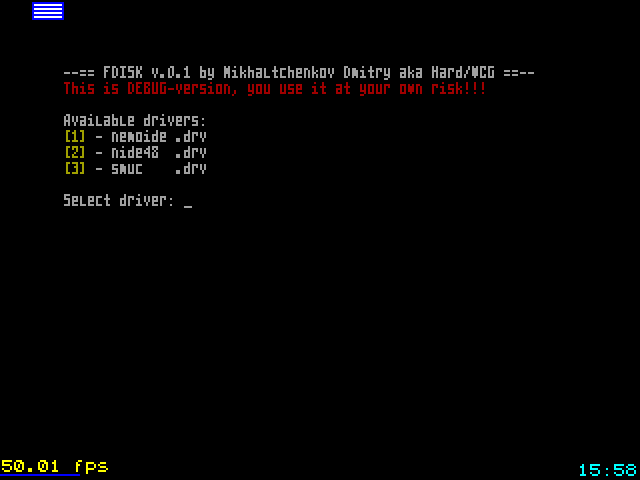 --== FDISK v.0.1 by Mikhaltchenkov Dmitry aka Hard/WCG ==--
This is DEBUG-version, you use it at your own risk!!!
Available drivers:
[1] - nemoide .drv
[2] - nide48 .drv
[3] - smuc .drv
Select driver: _
50.01 fps
15:58